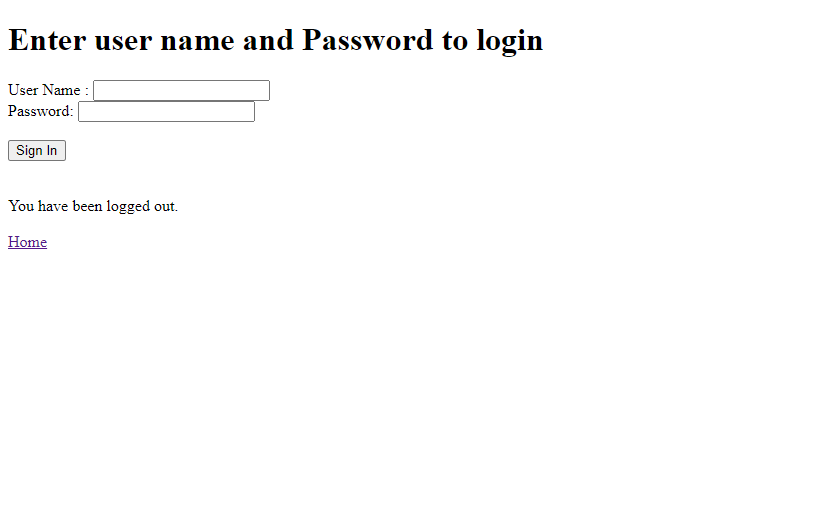 Enter user name and Password to login
User Name :
Password:
Sign In
You have been logged out.
Home